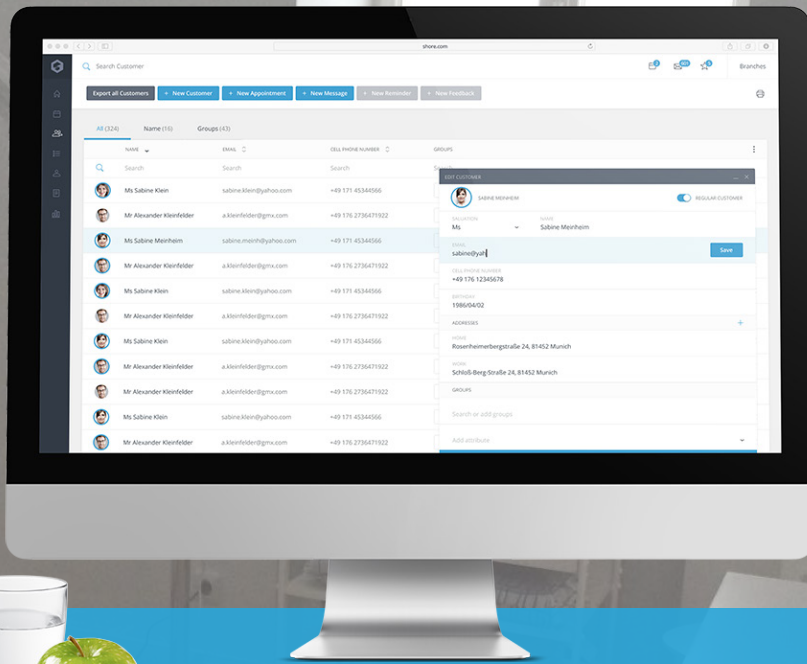 shore.com
Search Customer
Branches
Export all Customers + New Customer + New Appointment + New Message + New Reminder + New Feedback
All (324) Name (16) Groups (43)
NAME EMAIL CELL PHONE NUMBER GROUPS
Search Search Search
Ms Sabine Klein sabine.klein@yahoo.com +49 171 45344566
Mr Alexander Kleinfelder a.kleinfelder@gmx.com +49 176 2736471922
Ms Sabine Meinheim sabine.meinh@yahoo.com +49 171 45344566
Mr Alexander Kleinfelder a.kleinfelder@gmx.com +49 176 2736471922
Ms Sabine Klein sabine.klein@yahoo.com +49 171 45344566
Mr Alexander Kleinfelder a.kleinfelder@gmx.com +49 176 2736471922
Ms Sabine Klein sabine.klein@yahoo.com +49 171 45344566
Mr Alexander Kleinfelder a.kleinfelder@gmx.com +49 176 2736471922
Mr Alexander Kleinfelder a.kleinfelder@gmx.com +49 176 2736471922
Ms Sabine Klein sabine.klein@yahoo.com +49 171 45344566
Mr Alexander Kleinfelder a.kleinfelder@gmx.com +49 176 2736471922
EDIT CUSTOMER
SABINE MEINHEIM REGULAR CUSTOMER
NAME
Ms Sabine Meinheim
EMAIL
sabine@yah Save
CELL PHONE NUMBER
+49 176 12345678
BIRTHDAY
1986/04/02
ADDRESSES
HOME
Rosenheimerbergstraße 24, 81452 Munich
WORK
Schloß-Berg-Straße 24, 81452 Munich
GROUPS
Search or add groups
Add attribute